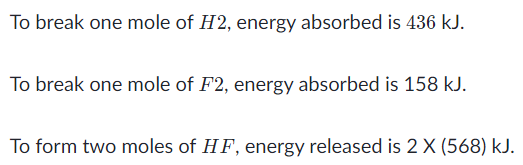 To break one mole of H2, energy absorbed is 436 kJ.
To break one mole of F2, energy absorbed is 158 kJ.
To form two moles of HF, energy released is 2 X (568) kJ.